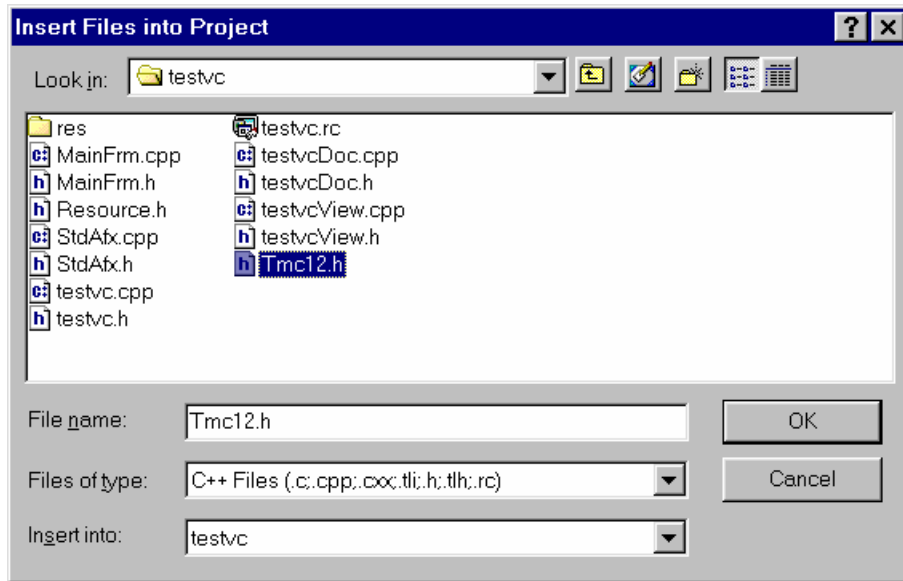 Insert Files into Project
Look in: testvc
res
MainFrm.cpp
MainFrm.h
Resource.h
StdAfx.cpp
StdAfx.h
testvc.cpp
testvc.h
testvc.rc
testvcDoc.cpp
testvcDoc.h
testvcView.cpp
testvcView.h
Tmc12.h
File name: Tmc12.h OK
Files of type: C++ Files (.c;.cpp;.cxx;.tli;.h;.tlh;.rc) Cancel
Insert into: testvc